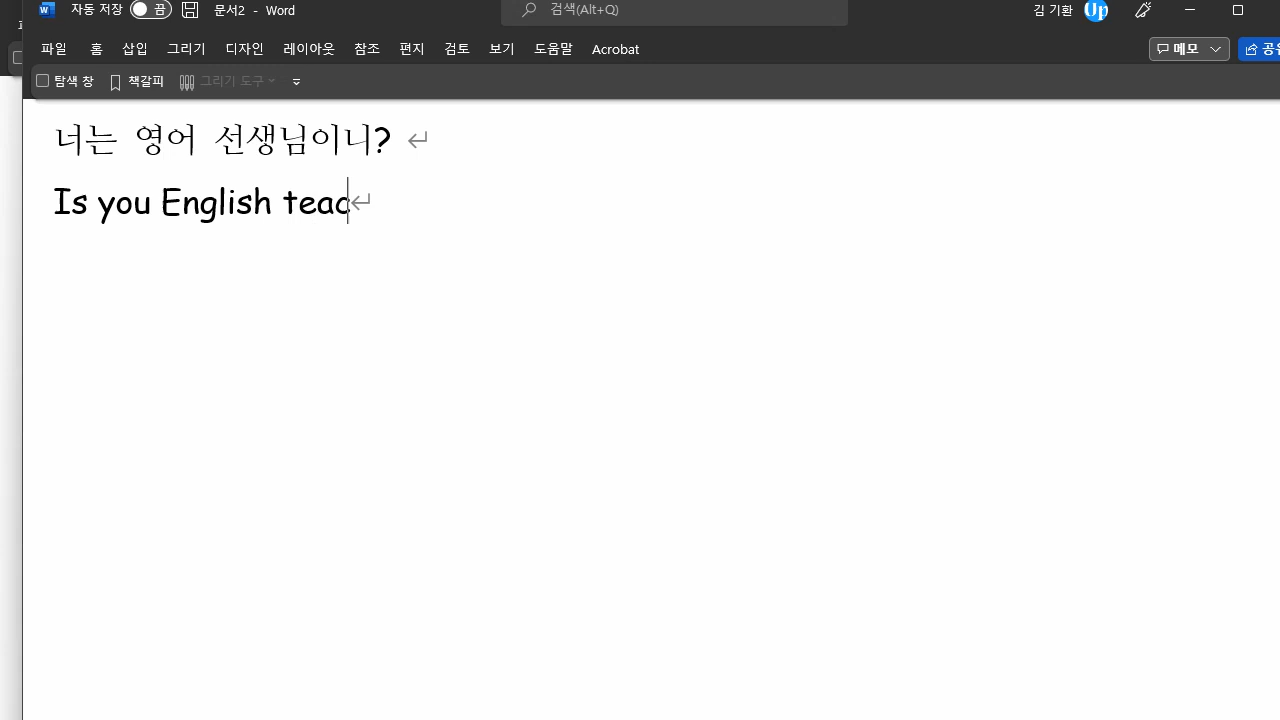 자동 저장 끔 문서2 - Word 검색(Alt+Q) 김 기환 Up
파일 홈 삽입 그리기 디자인 레이아웃 참조 편지 검토 보기 도움말 Acrobat 메모 공유
탐색 창 책갈피 그리기 도구
너는 영어 선생님이니?
Is you English teac